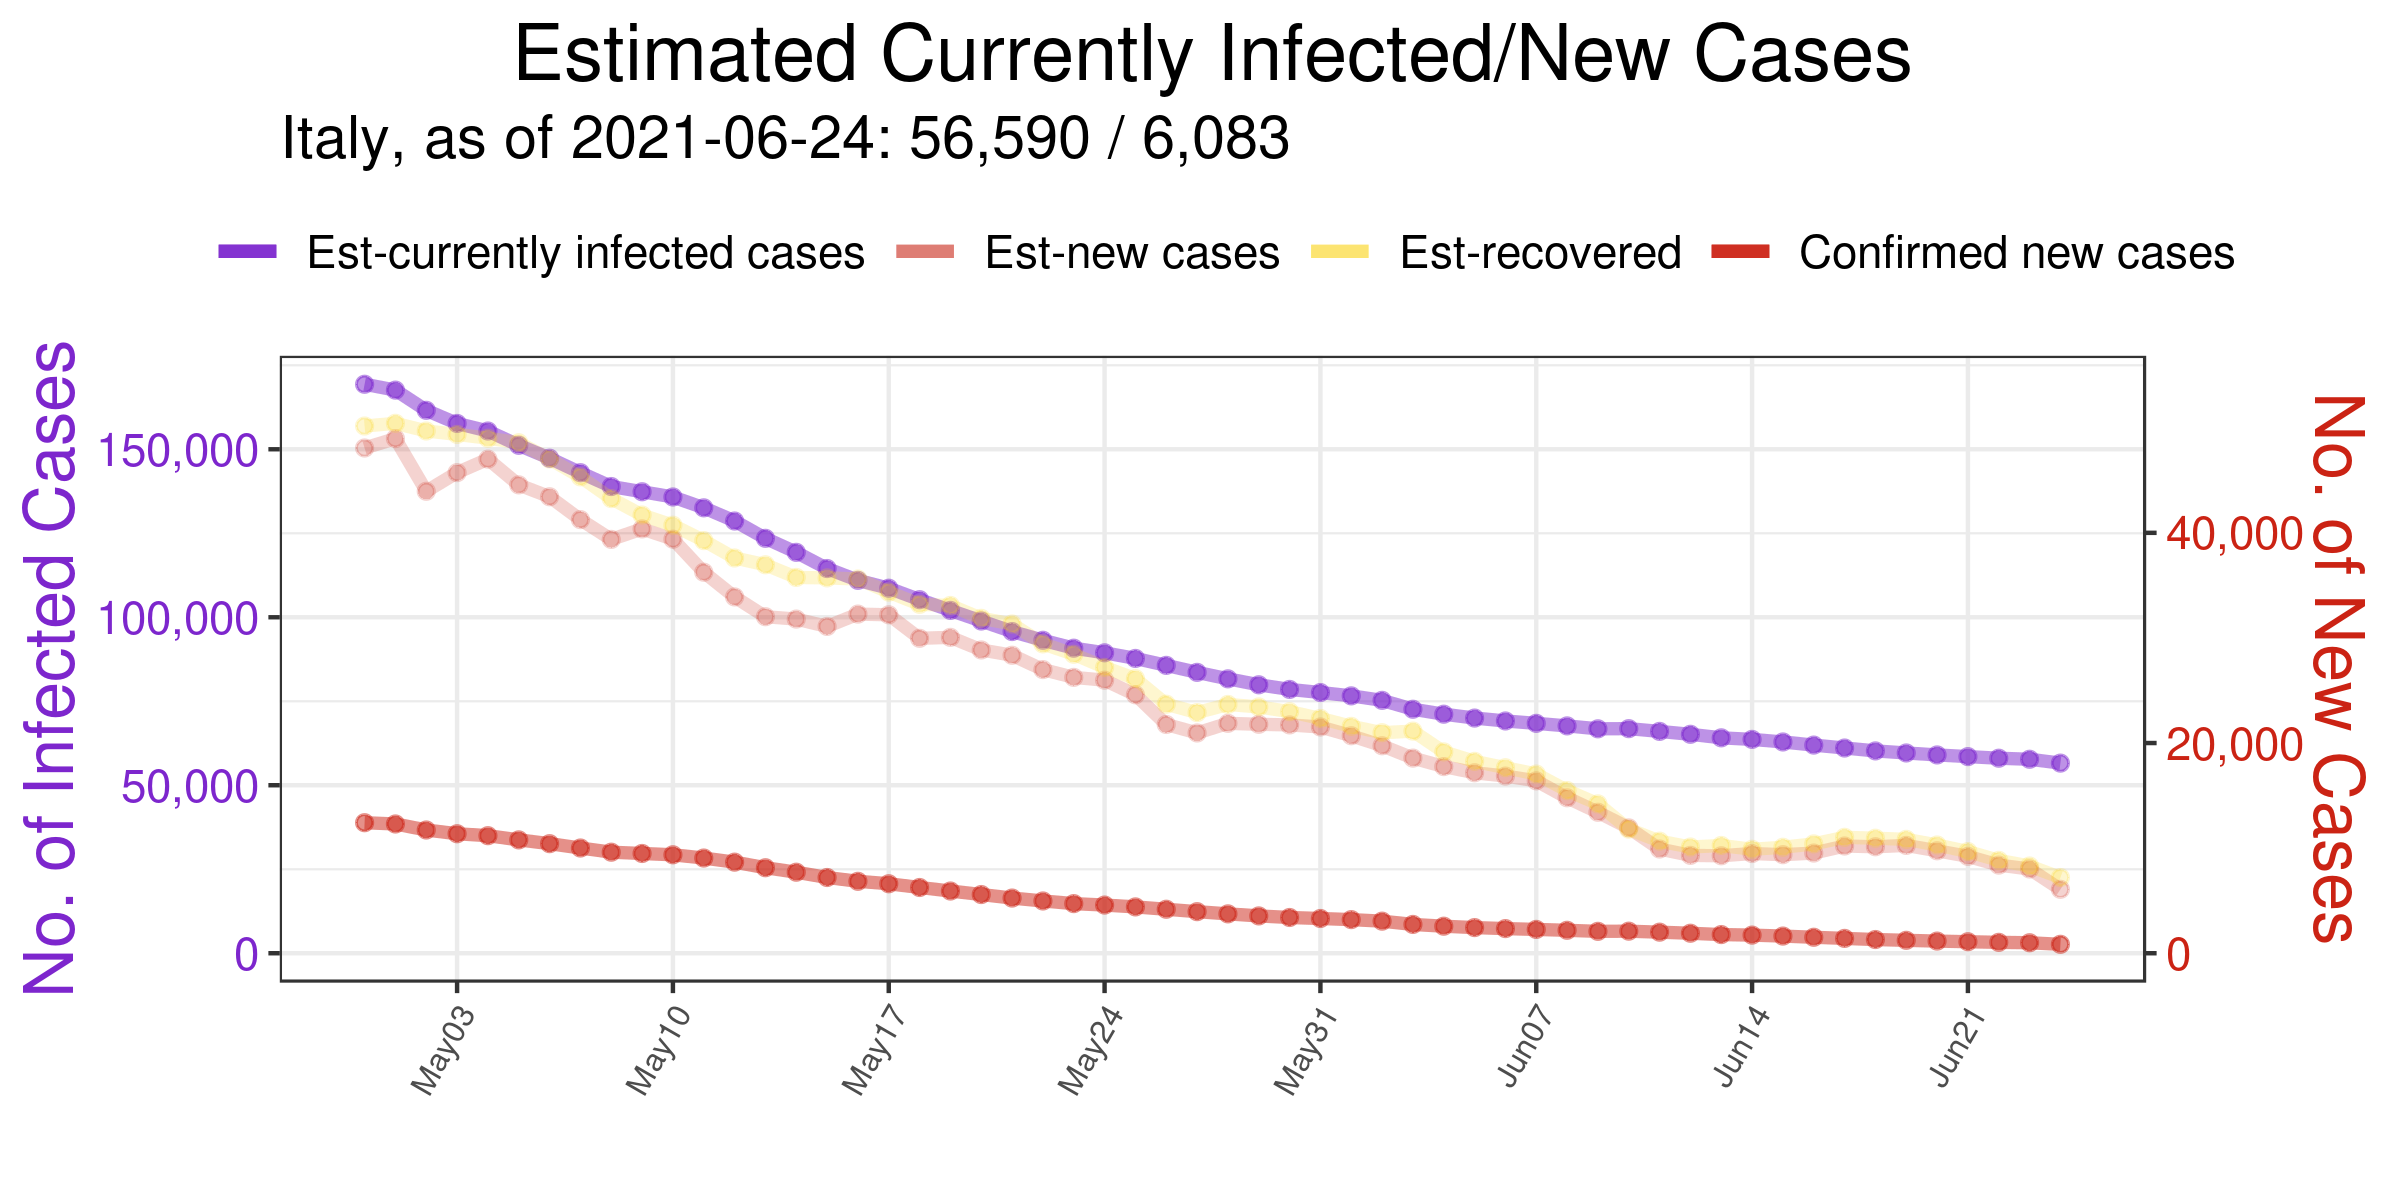 Estimated Currently Infected/New Cases
Italy, as of 2021-06-24: 56,590 / 6,083
Est-currently infected cases Est-new cases Est-recovered Confirmed new cases
No. of Infected Cases
150,000
100,000
50,000
0
40,000
20,000
0
No. of New Cases
May03 May10 May17 May24 May31 Jun07 Jun14 Jun21